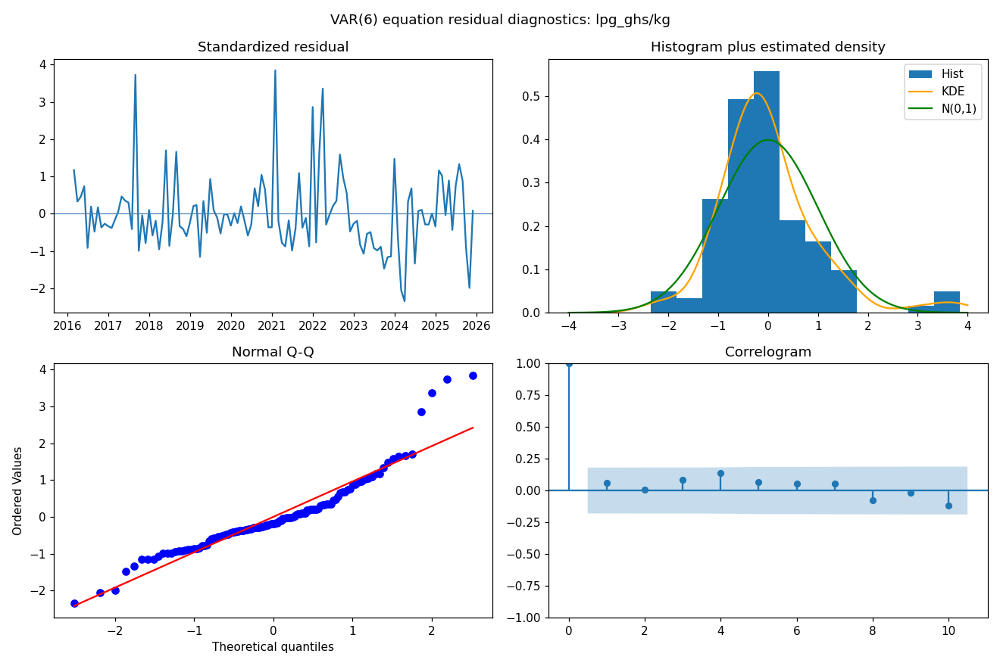 VAR(6) equation residual diagnostics: lpg_ghs/kg
Standardized residual
4
3
2
1
0
−1
−2
2016 2017 2018 2019 2020 2021 2022 2023 2024 2025 2026
Histogram plus estimated density
Hist
KDE
N(0,1)
0.5
0.4
0.3
0.2
0.1
0.0
−4 −3 −2 −1 0 1 2 3 4
Normal Q-Q
Ordered Values
4
3
2
1
0
−1
−2
−2 −1 0 1 2
Theoretical quantiles
Correlogram
1.00
0.75
0.50
0.25
0.00
−0.25
−0.50
−0.75
−1.00
0 2 4 6 8 10